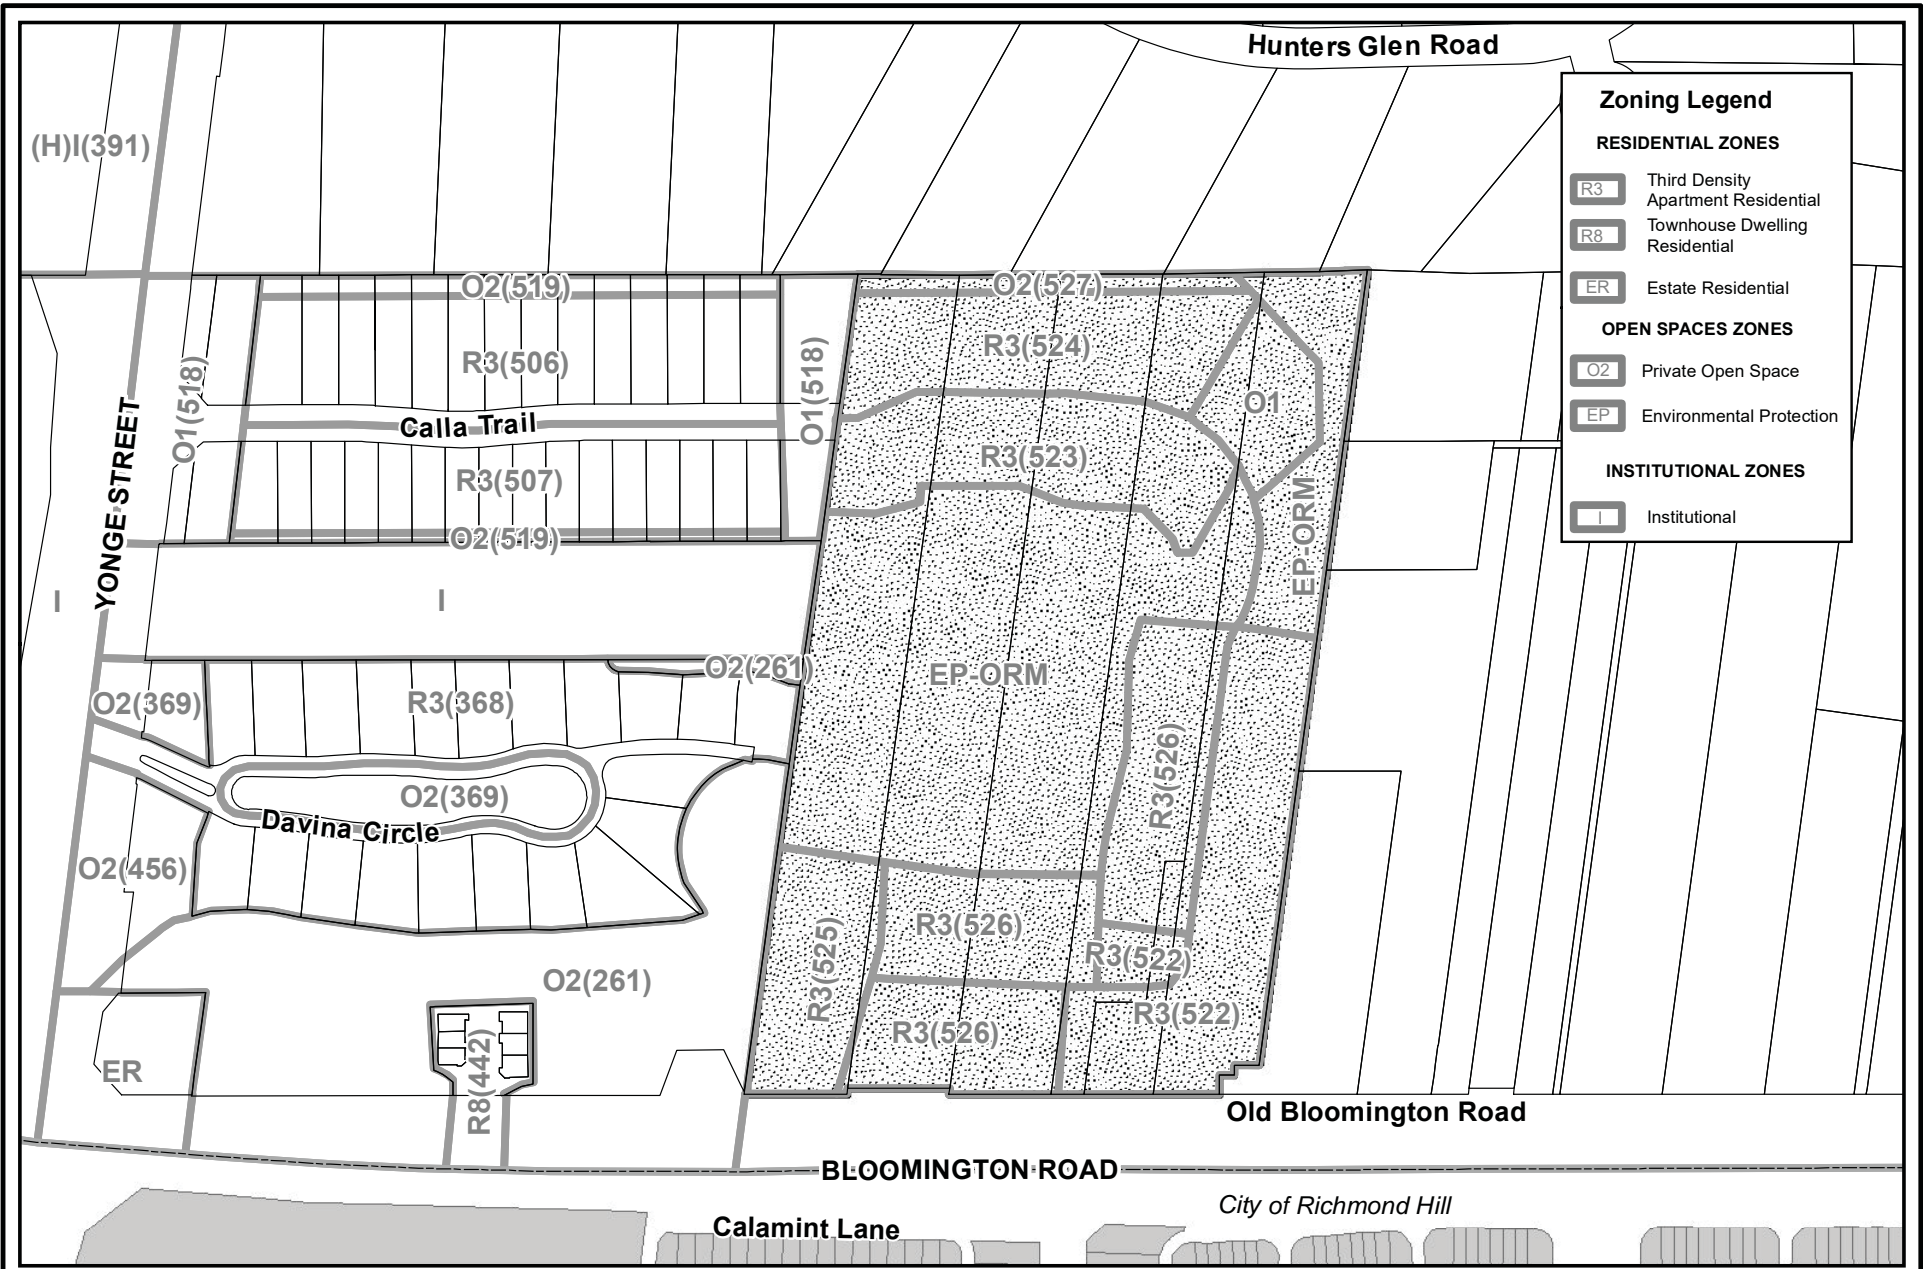 Hunters Glen Road
Zoning Legend
RESIDENTIAL ZONES
R3 Third Density
Apartment Residential
R8 Townhouse Dwelling
Residential
ER Estate Residential
OPEN SPACES ZONES
O2 Private Open Space
EP Environmental Protection
INSTITUTIONAL ZONES
I Institutional
(H)I(391)
O2(519)
O2(527)
R3(506)
R3(524)
O1(518)
O1(518)
O1
Calla Trail
R3(507)
R3(523)
O2(519)
EP-ORM
YONGE STREET
I
I
O2(261)
EP-ORM
O2(369)
R3(368)
R3(526)
O2(369)
Davina Circle
O2(456)
R3(526)
R3(522)
R3(525)
O2(261)
R3(522)
R3(526)
ER
R8(442)
Old Bloomington Road
BLOOMINGTON ROAD
City of Richmond Hill
Calamint Lane